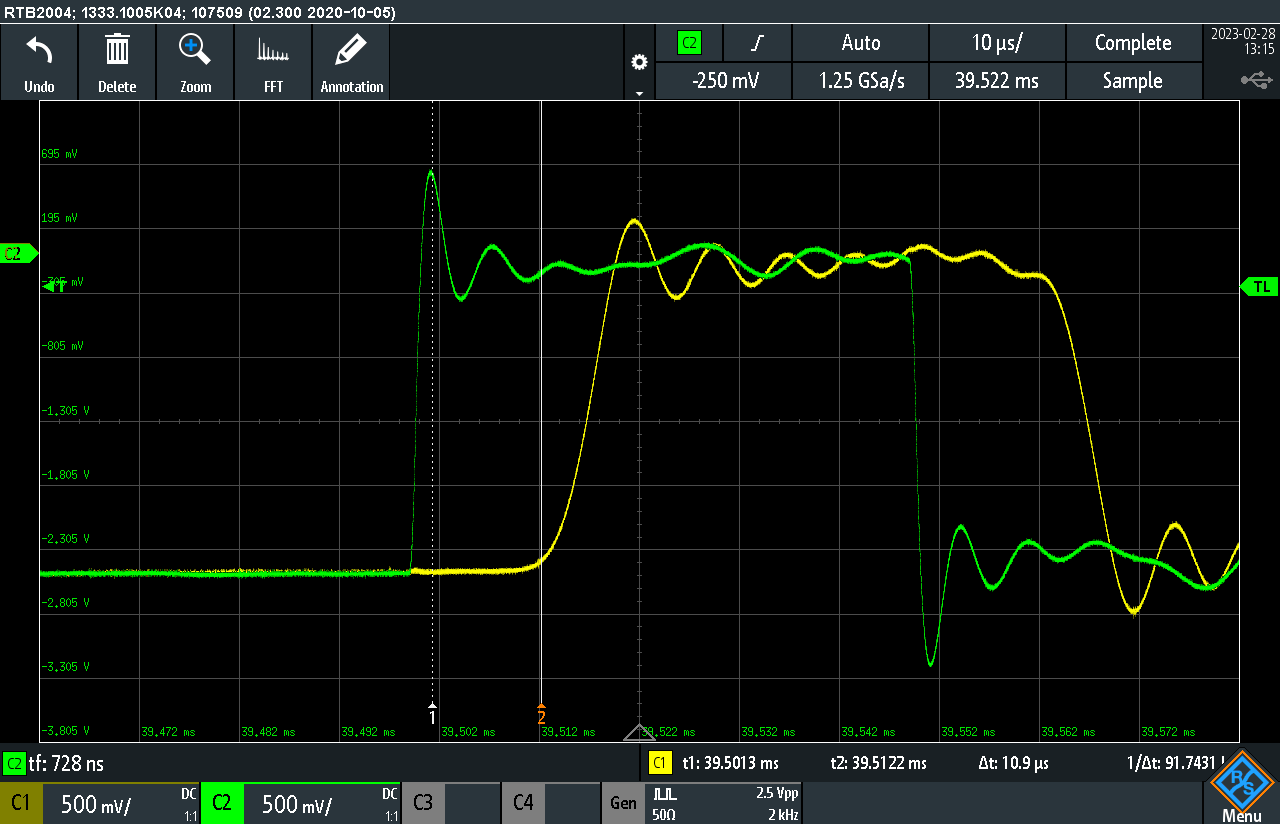 RTB2004; 1333.1005K04; 107509 (02.300 2020-10-05)
Undo
Delete
Zoom
FFT
Annotation
C2
Auto
10 µs/
Complete
2023-02-28
13:15
-250 mV
1.25 GSa/s
39.522 ms
Sample
695 mV
195 mV
C2
TL
-805 mV
-1.305 V
-1.805 V
-2.305 V
-2.805 V
-3.305 V
-3.805 V
1
2
39.472 ms
39.482 ms
39.492 ms
39.502 ms
39.512 ms
39.522 ms
39.532 ms
39.542 ms
39.552 ms
39.562 ms
39.572 ms
C2 tf: 728 ns
C1 t1: 39.5013 ms t2: 39.5122 ms Δt: 10.9 µs 1/Δt: 91.7431
C1 500 mV/ DC 1:1
C2 500 mV/ DC 1:1
C3
C4
Gen
2.5 Vpp
50Ω
2 kHz
R&S
Menu